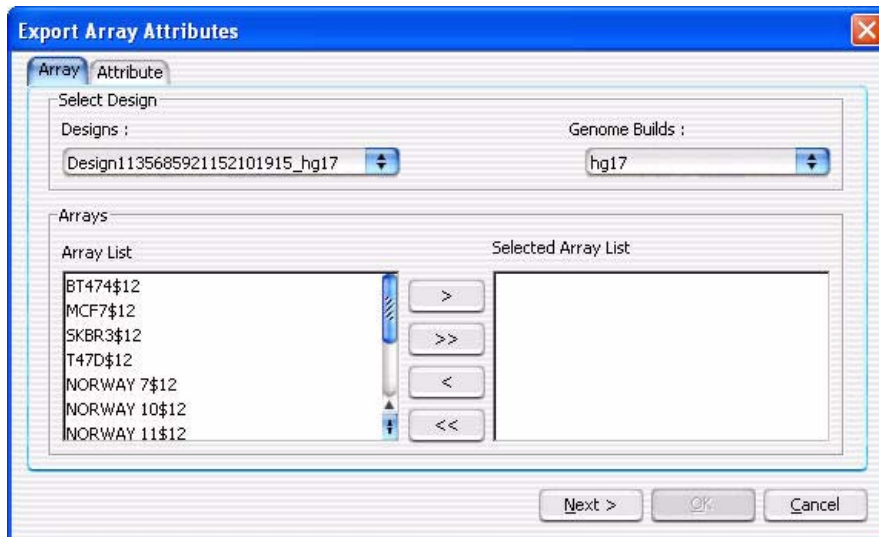 Export Array Attributes
Array Attribute
Select Design
Designs : Genome Builds :
Design1135685921152101915_hg17 hg17
Arrays
Array List Selected Array List
BT474$12
MCF7$12
SKBR3$12
T47D$12
NORWAY 7$12
NORWAY 10$12
NORWAY 11$12
>
>>
<
<<
Next > OK Cancel